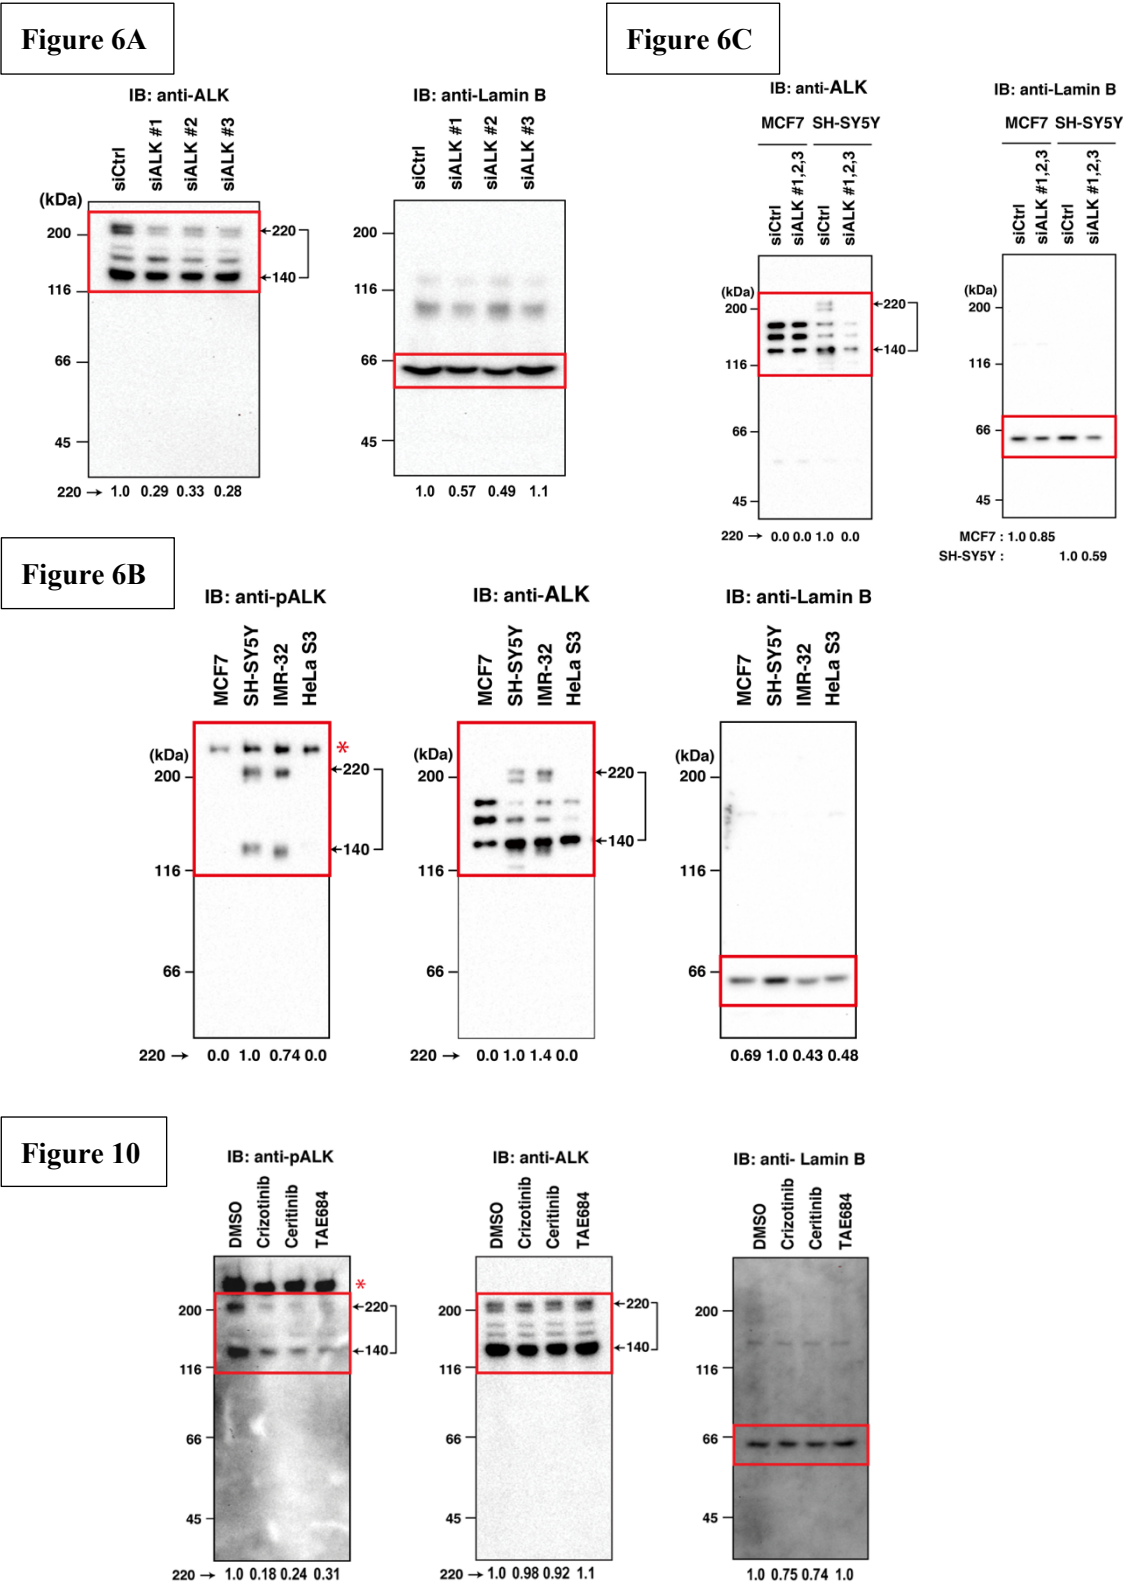 Figure 6A
IB: anti-ALK
siCtrl
siALK #1
siALK #2
siALK #3
(kDa)
200
116
66
45
←220
←140
220 → 1.0 0.29 0.33 0.28
IB: anti-Lamin B
siCtrl
siALK #1
siALK #2
siALK #3
200
116
66
45
1.0 0.57 0.49 1.1
Figure 6C
IB: anti-ALK
MCF7 SH-SY5Y
siCtrl
siALK #1,2,3
siCtrl
siALK #1,2,3
(kDa)
200
116
66
45
←220
←140
220 → 0.0 0.0 1.0 0.0
IB: anti-Lamin B
MCF7 SH-SY5Y
siCtrl
siALK #1,2,3
siCtrl
siALK #1,2,3
(kDa)
200
116
66
45
MCF7 : 1.0 0.85
SH-SY5Y : 1.0 0.59
Figure 6B
IB: anti-pALK
MCF7
SH-SY5Y
IMR-32
HeLa S3
(kDa)
200
116
66
*
←220
←140
220 → 0.0 1.0 0.74 0.0
IB: anti-ALK
MCF7
SH-SY5Y
IMR-32
HeLa S3
(kDa)
200
116
66
←220
←140
220 → 0.0 1.0 1.4 0.0
IB: anti-Lamin B
MCF7
SH-SY5Y
IMR-32
HeLa S3
(kDa)
200
116
66
0.69 1.0 0.43 0.48
Figure 10
IB: anti-pALK
DMSO
Crizotinib
Ceritinib
TAE684
200
116
66
45
*
←220
←140
220 → 1.0 0.18 0.24 0.31
IB: anti-ALK
DMSO
Crizotinib
Ceritinib
TAE684
200
116
66
45
←220
←140
220 → 1.0 0.98 0.92 1.1
IB: anti- Lamin B
DMSO
Crizotinib
Ceritinib
TAE684
200
116
66
45
1.0 0.75 0.74 1.0